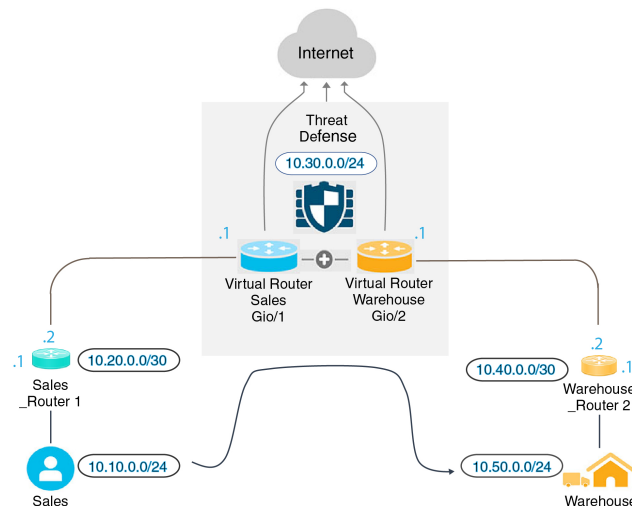 Internet
Threat
Defense
10.30.0.0/24
.1
.1
Virtual Router
Sales
Gio/1
Virtual Router
Warehouse
Gio/2
.2
.1
10.20.0.0/30
Sales
_Router 1
.2
10.40.0.0/30
.1
Warehouse
_Router 2
10.10.0.0/24
Sales
10.50.0.0/24
Warehouse